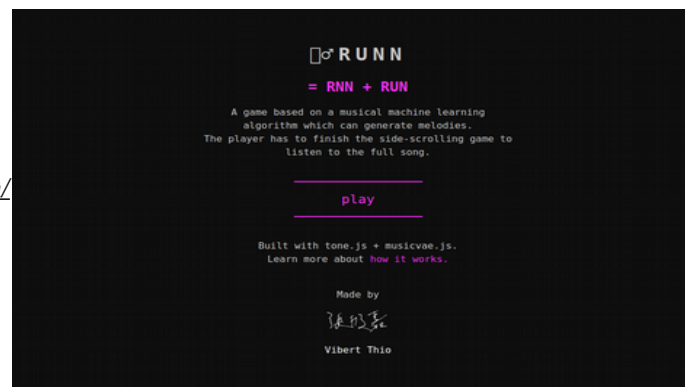 ♂RUNN
= RNN + RUN
A game based on a musical machine learning
algorithm which can generate melodies.
The player has to finish the side-scrolling game to
listen to the full song.
play
Built with tone.js + musicvae.js.
Learn more about how it works.
Made by
Vibert Thio